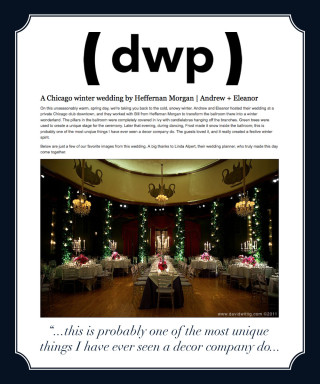 (dwp)
A Chicago winter wedding by Heffernan Morgan | Andrew + Eleanor
On this unseasonably warm, spring day, we're taking you back to the cold, snowy winter. Andrew and Eleanor hosted their wedding at a
private Chicago club downtown, and they worked with Bill from Heffernan Morgan to transform the ballroom there into a winter
wonderland. The pillars in the ballroom were completely covered in ivy with candelabras hanging off the branches. Green trees were
used to create a unique stage for the ceremony. Later that evening, during dancing, Frost made it snow inside the ballroom; this is
probably one of the most unique things I have ever seen a decor company do. The guests loved it, and it really created a festive winter
spirit.
Below are just a few of our favorite images from this wedding. A big thanks to Linda Alpert, their wedding planner, who truly made this day
come together.
www.davidwittig.com ©2011
“...this is probably one of the most unique
things I have ever seen a decor company do...